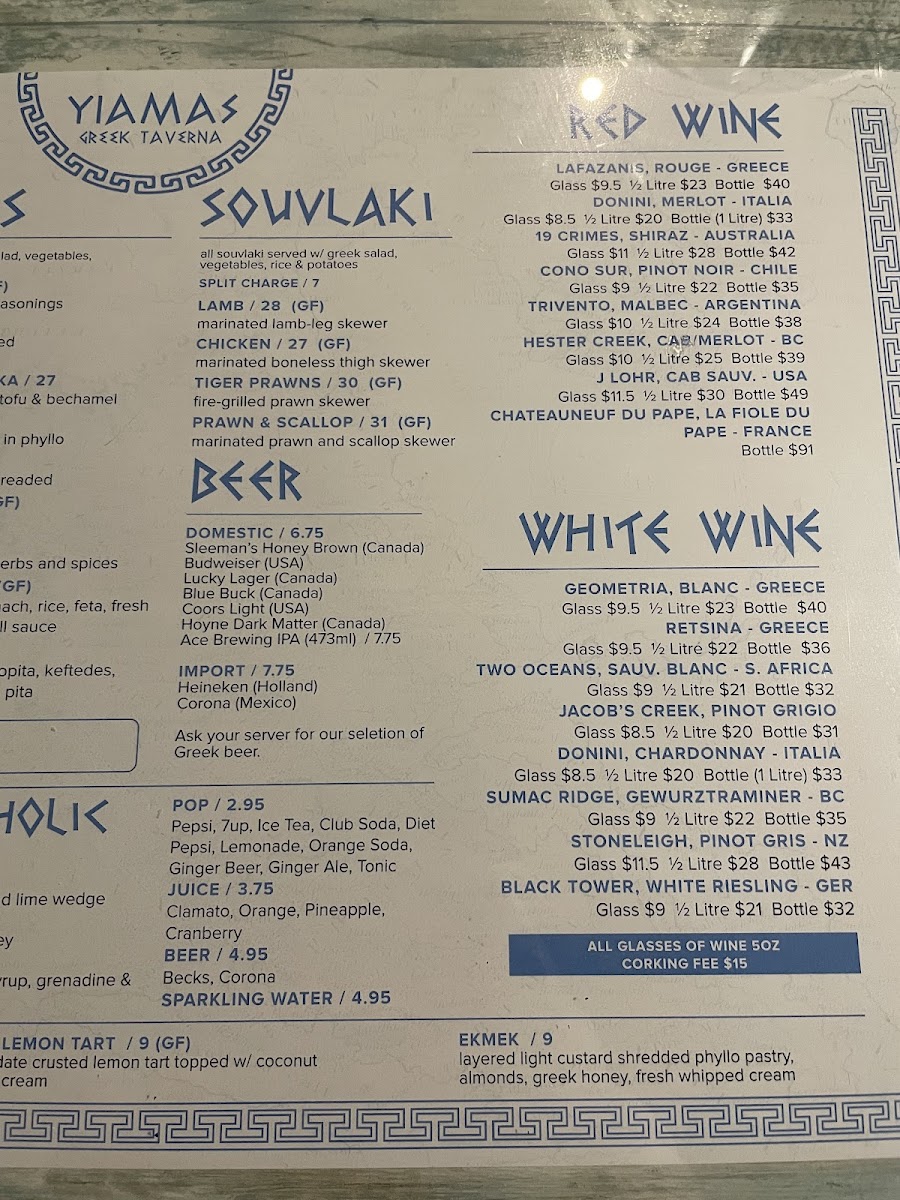 YIAMAS
GREEK TAVERNA
S
lad, vegetables,
F)
asonings
ed
KA / 27
tofu & bechamel
in phyllo
readed
GF)
erbs and spices
(GF)
ach, rice, feta, fresh
ll sauce
opita, keftedes,
pita
SOUVLAKI
all souvlaki served w/ greek salad,
vegetables, rice & potatoes
SPLIT CHARGE / 7
LAMB / 28 (GF)
marinated lamb-leg skewer
CHICKEN / 27 (GF)
marinated boneless thigh skewer
TIGER PRAWNS / 30 (GF)
fire-grilled prawn skewer
PRAWN & SCALLOP / 31 (GF)
marinated prawn and scallop skewer
BEER
DOMESTIC / 6.75
Sleeman's Honey Brown (Canada)
Budweiser (USA)
Lucky Lager (Canada)
Blue Buck (Canada)
Coors Light (USA)
Hoyne Dark Matter (Canada)
Ace Brewing IPA (473ml) / 7.75
IMPORT / 7.75
Heineken (Holland)
Corona (Mexico)
Ask your server for our seletion of
Greek beer.
HOLIC
d lime wedge
ey
yrup, grenadine &
POP / 2.95
Pepsi, 7up, Ice Tea, Club Soda, Diet
Pepsi, Lemonade, Orange Soda,
Ginger Beer, Ginger Ale, Tonic
JUICE / 3.75
Clamato, Orange, Pineapple,
Cranberry
BEER / 4.95
Becks, Corona
SPARKLING WATER / 4.95
RED WINE
LAFAZANIS, ROUGE - GREECE
Glass $9.5 ½ Litre $23 Bottle $40
DONINI, MERLOT - ITALIA
Glass $8.5 ½ Litre $20 Bottle (1 Litre) $33
19 CRIMES, SHIRAZ - AUSTRALIA
Glass $11 ½ Litre $28 Bottle $42
CONO SUR, PINOT NOIR - CHILE
Glass $9 ½ Litre $22 Bottle $35
TRIVENTO, MALBEC - ARGENTINA
Glass $10 ½ Litre $24 Bottle $38
HESTER CREEK, CAB/MERLOT - BC
Glass $10 ½ Litre $25 Bottle $39
J LOHR, CAB SAUV. - USA
Glass $11.5 ½ Litre $30 Bottle $49
CHATEAUNEUF DU PAPE, LA FIOLE DU
PAPE - FRANCE
Bottle $91
WHITE WINE
GEOMETRIA, BLANC - GREECE
Glass $9.5 ½ Litre $23 Bottle $40
RETSINA - GREECE
Glass $9.5 ½ Litre $22 Bottle $36
TWO OCEANS, SAUV. BLANC - S. AFRICA
Glass $9 ½ Litre $21 Bottle $32
JACOB'S CREEK, PINOT GRIGIO
Glass $8.5 ½ Litre $20 Bottle $31
DONINI, CHARDONNAY - ITALIA
Glass $8.5 ½ Litre $20 Bottle (1 Litre) $33
SUMAC RIDGE, GEWURZTRAMINER - BC
Glass $9 ½ Litre $22 Bottle $35
STONELEIGH, PINOT GRIS - NZ
Glass $11.5 ½ Litre $28 Bottle $43
BLACK TOWER, WHITE RIESLING - GER
Glass $9 ½ Litre $21 Bottle $32
ALL GLASSES OF WINE 5OZ
CORKING FEE $15
LEMON TART / 9 (GF)
date crusted lemon tart topped w/ coconut
cream
EKMEK / 9
layered light custard shredded phyllo pastry,
almonds, greek honey, fresh whipped cream